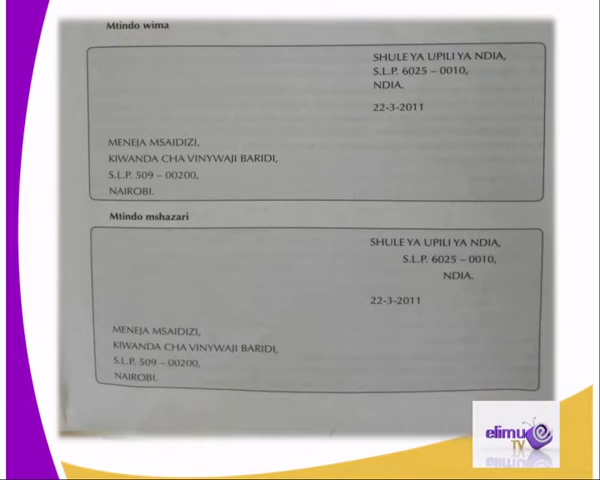 Mtindo wima
SHULE YA UPILI YA NDIA,
S.L.P. 6025 – 0010,
NDIA.
22-3-2011
MENEJA MSAIDIZI,
KIWANDA CHA VINYWAJI BARIDI,
S.L.P. 509 – 00200,
NAIROBI.
Mtindo mshazari
SHULE YA UPILI YA NDIA,
S.L.P. 6025 – 0010,
NDIA.
22-3-2011
MENEJA MSAIDIZI,
KIWANDA CHA VINYWAJI BARIDI,
S.L.P. 509 – 00200,
NAIROBI.
elimu
TV